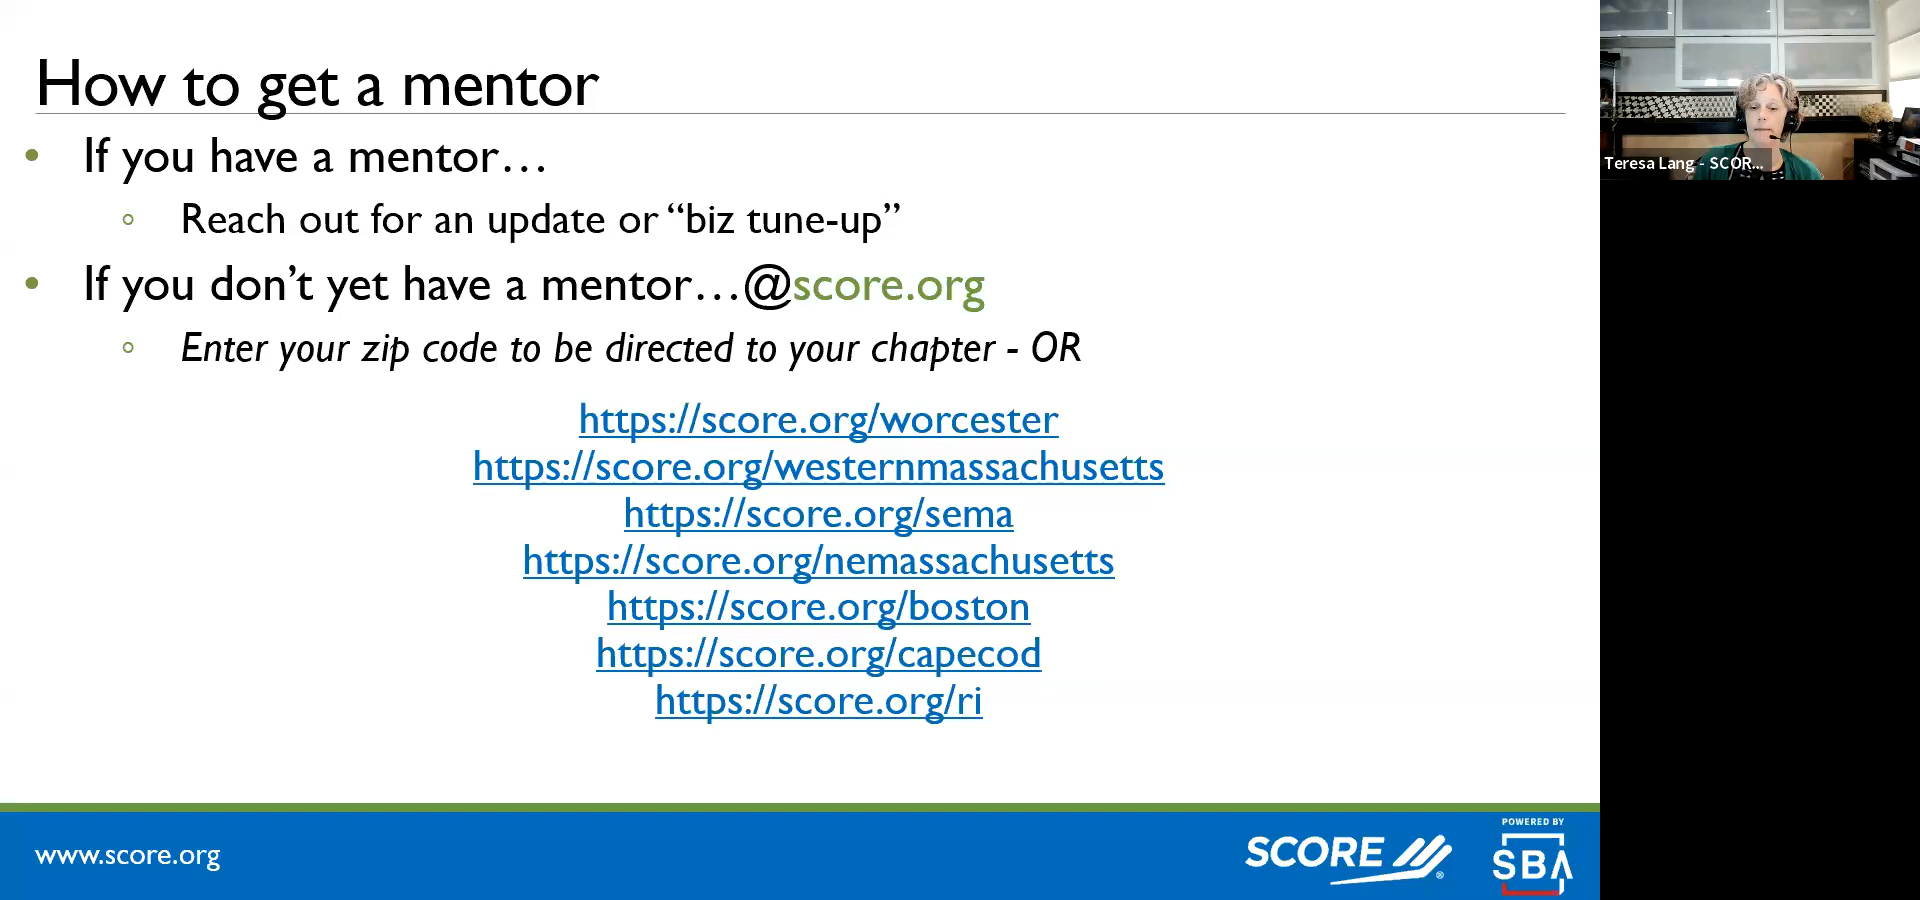 How to get a mentor
If you have a mentor…
Reach out for an update or “biz tune-up”
If you don’t yet have a mentor…@score.org
Enter your zip code to be directed to your chapter - OR
https://score.org/worcester
https://score.org/westernmassachusetts
https://score.org/sema
https://score.org/nemassachusetts
https://score.org/boston
https://score.org/capecod
https://score.org/ri
www.score.org
SCORE
®
POWERED BY
SBA
Teresa Lang - SCOR...